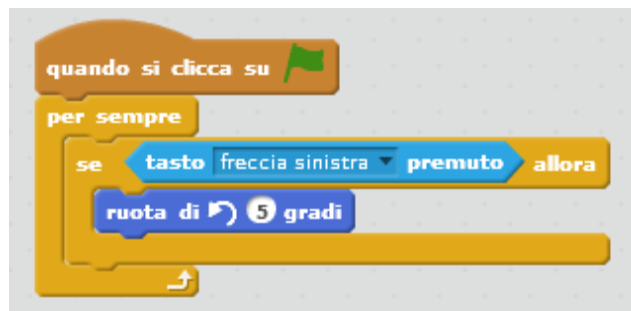 quando si clicca su
per sempre
se tasto freccia sinistra premuto allora
ruota di 5 gradi